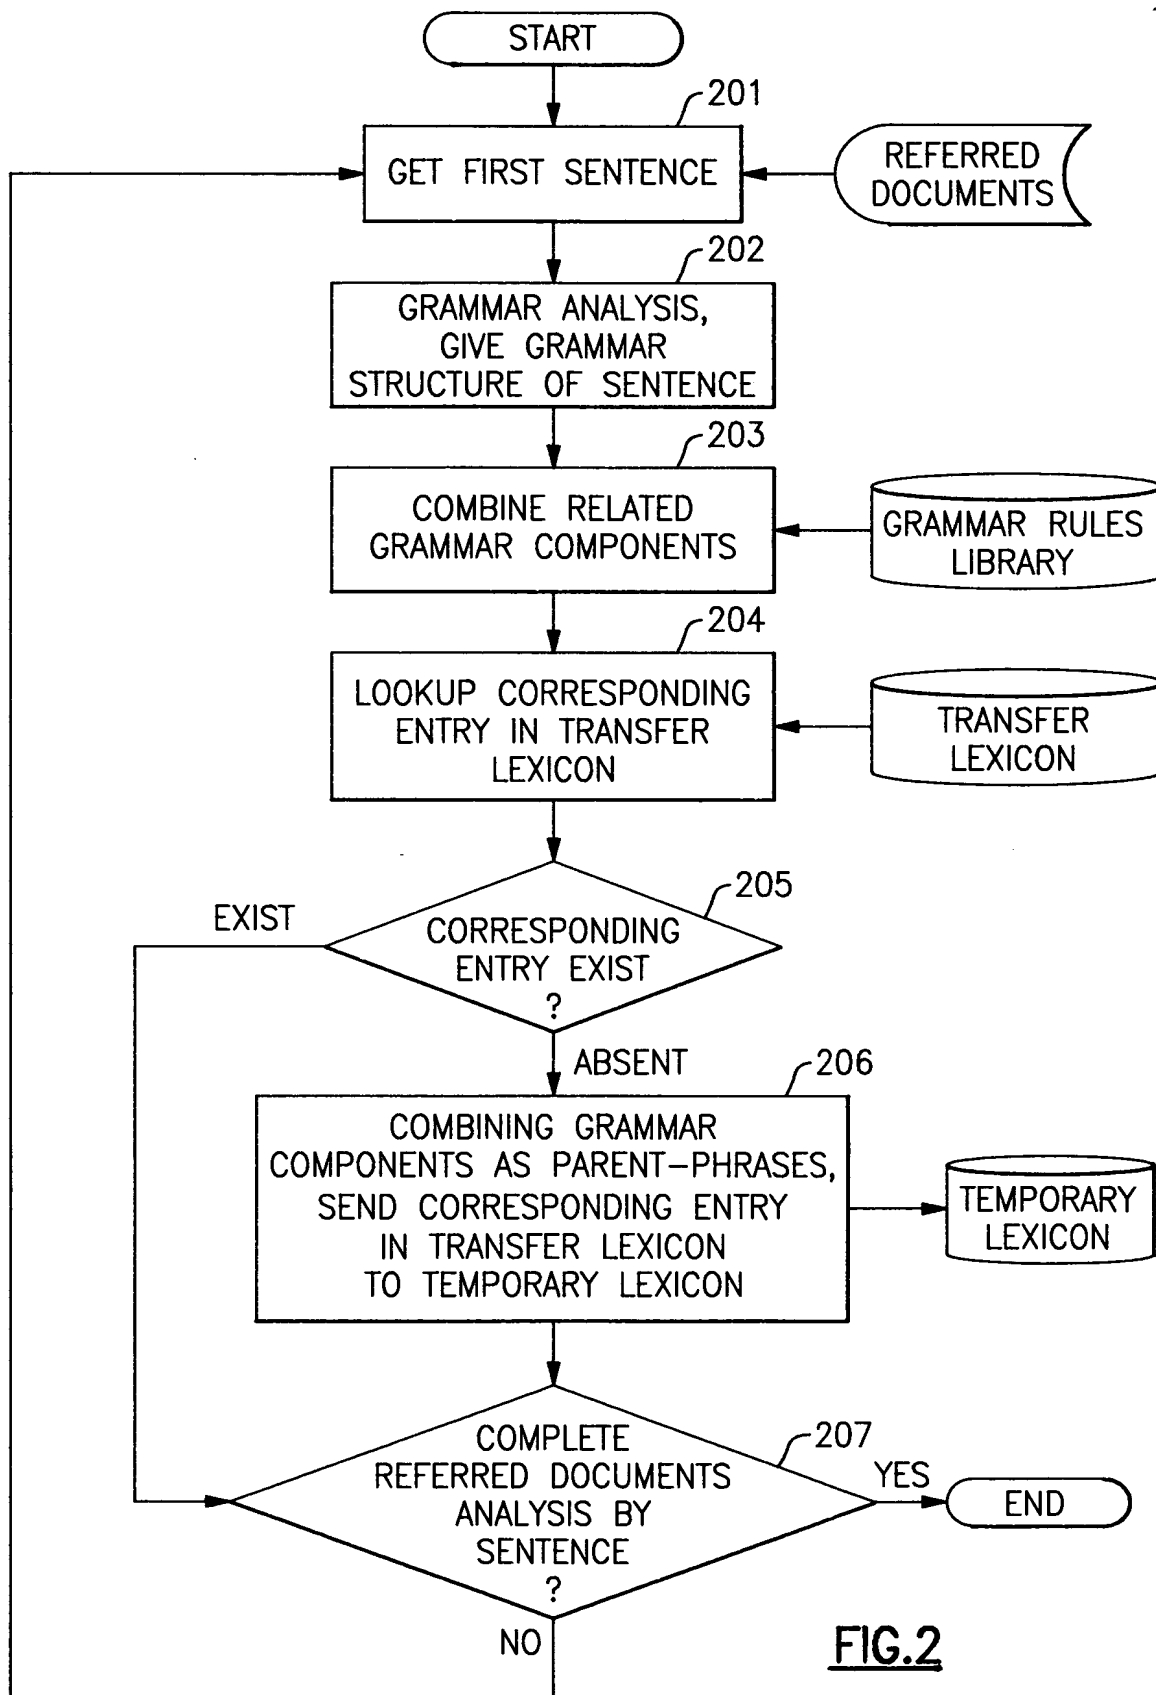 START
201
GET FIRST SENTENCE
REFERRED
DOCUMENTS
202
GRAMMAR ANALYSIS,
GIVE GRAMMAR
STRUCTURE OF SENTENCE
203
COMBINE RELATED
GRAMMAR COMPONENTS
GRAMMAR RULES
LIBRARY
204
LOOKUP CORRESPONDING
ENTRY IN TRANSFER
LEXICON
TRANSFER
LEXICON
205
EXIST
CORRESPONDING
ENTRY EXIST
?
ABSENT
206
COMBINING GRAMMAR
COMPONENTS AS PARENT-PHRASES,
SEND CORRESPONDING ENTRY
IN TRANSFER LEXICON
TO TEMPORARY LEXICON
TEMPORARY
LEXICON
207
COMPLETE
REFERRED DOCUMENTS
ANALYSIS BY
SENTENCE
?
YES
END
NO
FIG.2